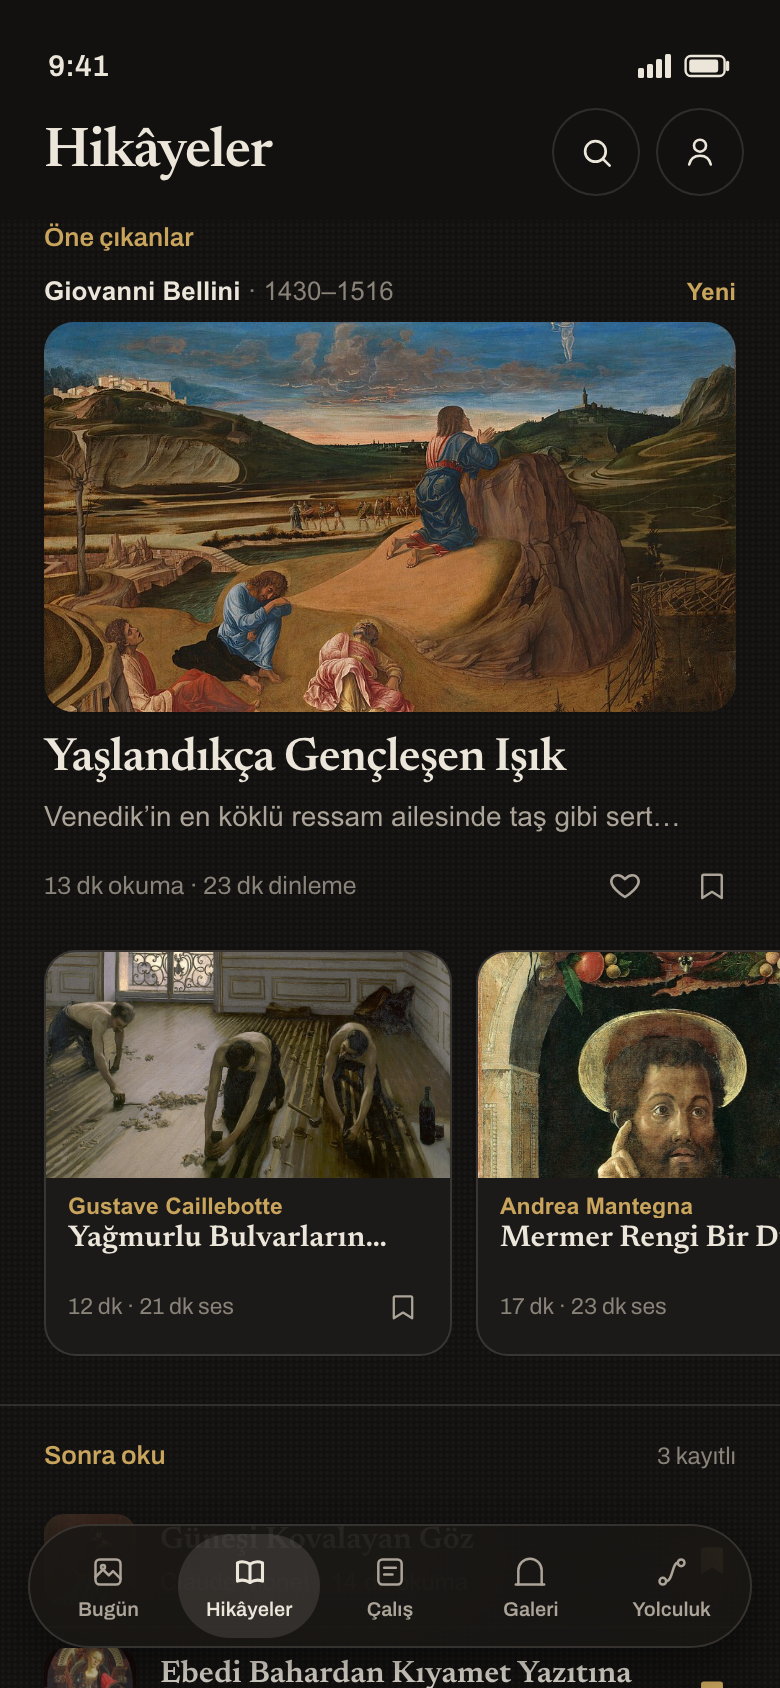 9:41
Hikâyeler
Öne çıkanlar
Giovanni Bellini · 1430–1516
Yeni
Yaşlandıkça Gençleşen Işık
Venedik’in en köklü ressam ailesinde taş gibi sert…
13 dk okuma · 23 dk dinleme
Gustave Caillebotte
Yağmurlu Bulvarların…
12 dk · 21 dk ses
Andrea Mantegna
Mermer Rengi Bir
17 dk · 23 dk ses
Sonra oku
3 kayıtlı
Güneşi Kovalayan Göz
Bugün
Hikâyeler
Çalış
Galeri
Yolculuk
Ebedi Bahardan Kıyamet Yazıtına